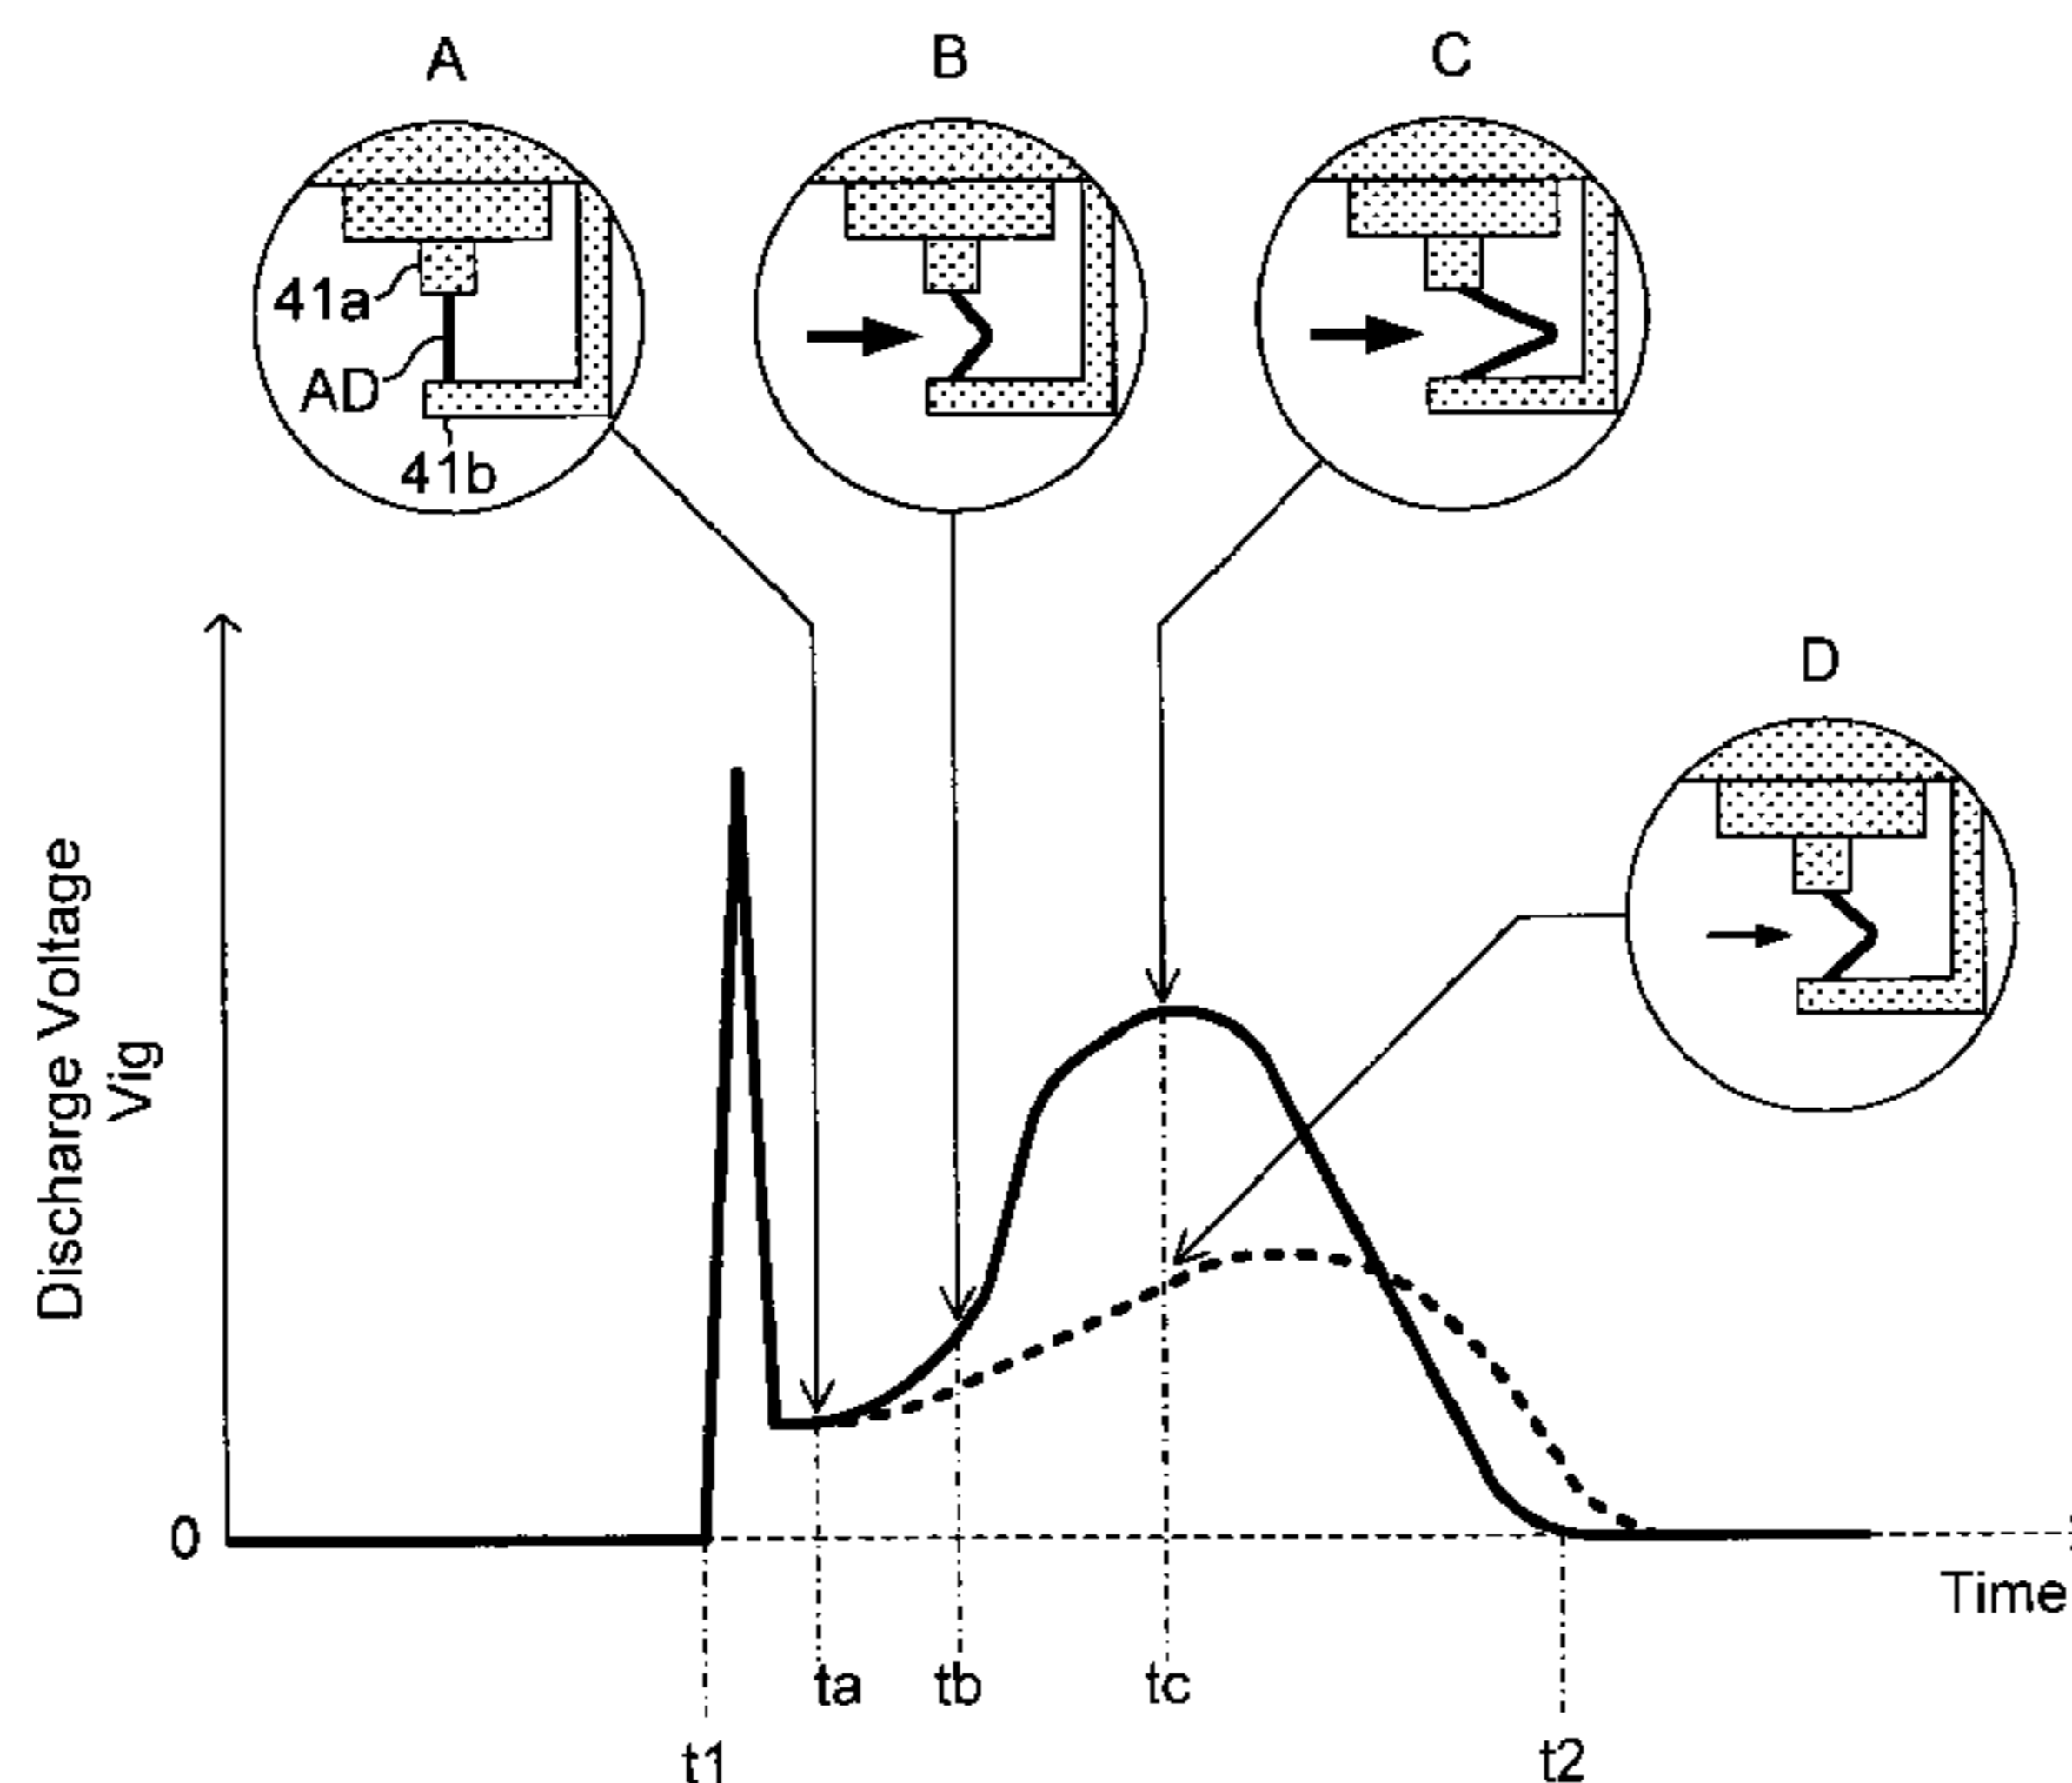 A
B
C
41a
AD
41b
D
Discharge Voltage
Vig
0
Time
ta
tb
tc
t1
t2